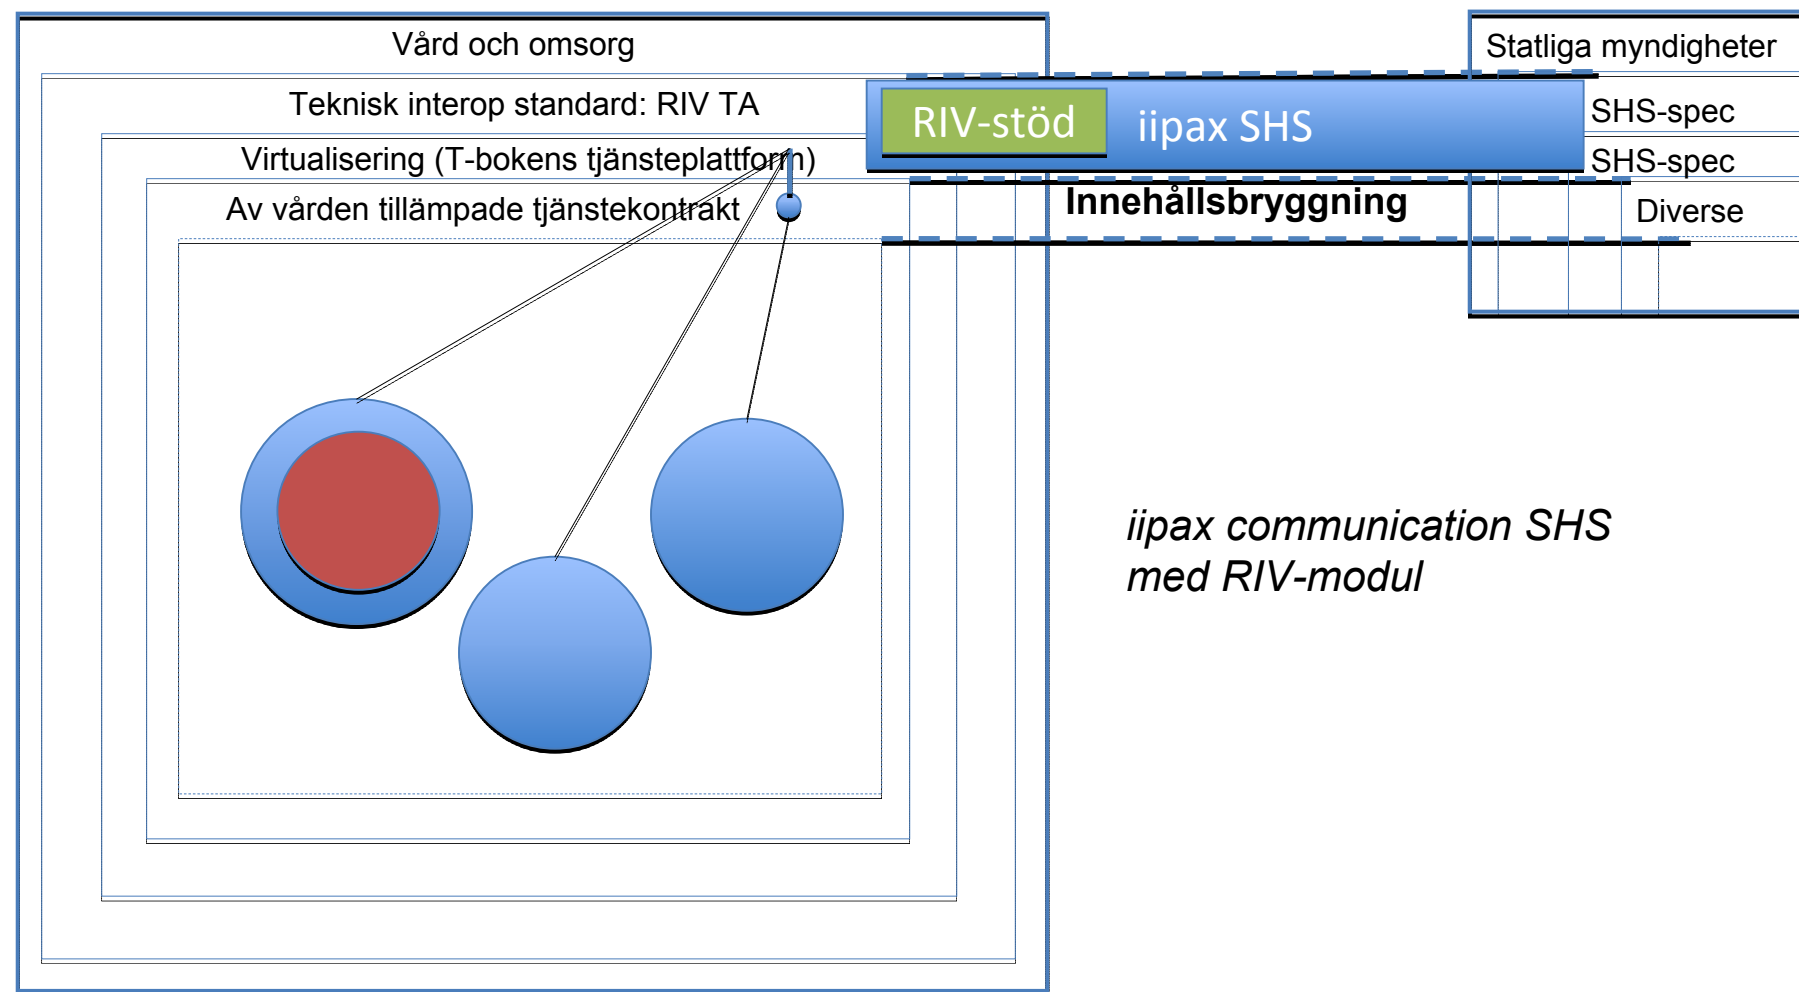 Vård och omsorg
Statliga myndigheter
Teknisk interop standard: RIV TA
RIV-stöd
iipax SHS
SHS-spec
Virtualisering (T-bokens tjänsteplattform)
SHS-spec
Av vården tillämpade tjänstekontrakt
Innehållsbryggning
Diverse
iipax communication SHS
med RIV-modul